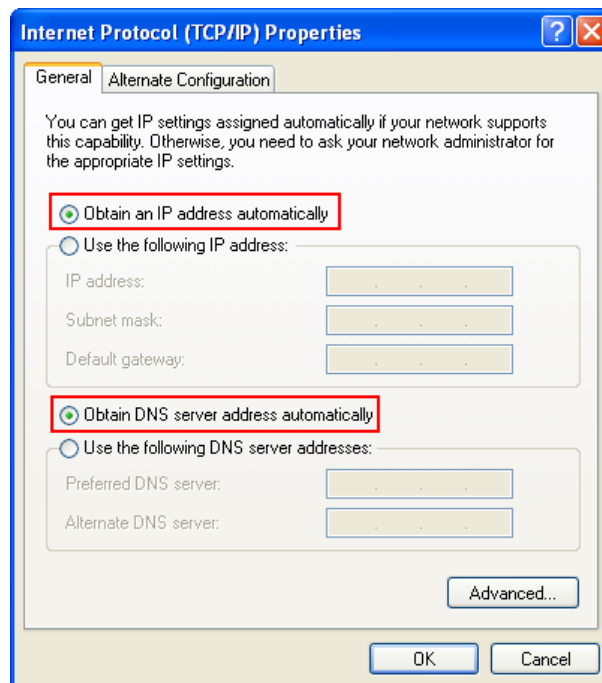 Internet Protocol (TCP/IP) Properties
General
Alternate Configuration
You can get IP settings assigned automatically if your network supports
this capability. Otherwise, you need to ask your network administrator for
the appropriate IP settings.
Obtain an IP address automatically
Use the following IP address:
IP address:
Subnet mask:
Default gateway:
Obtain DNS server address automatically
Use the following DNS server addresses:
Preferred DNS server:
Alternate DNS server:
Advanced...
OK
Cancel